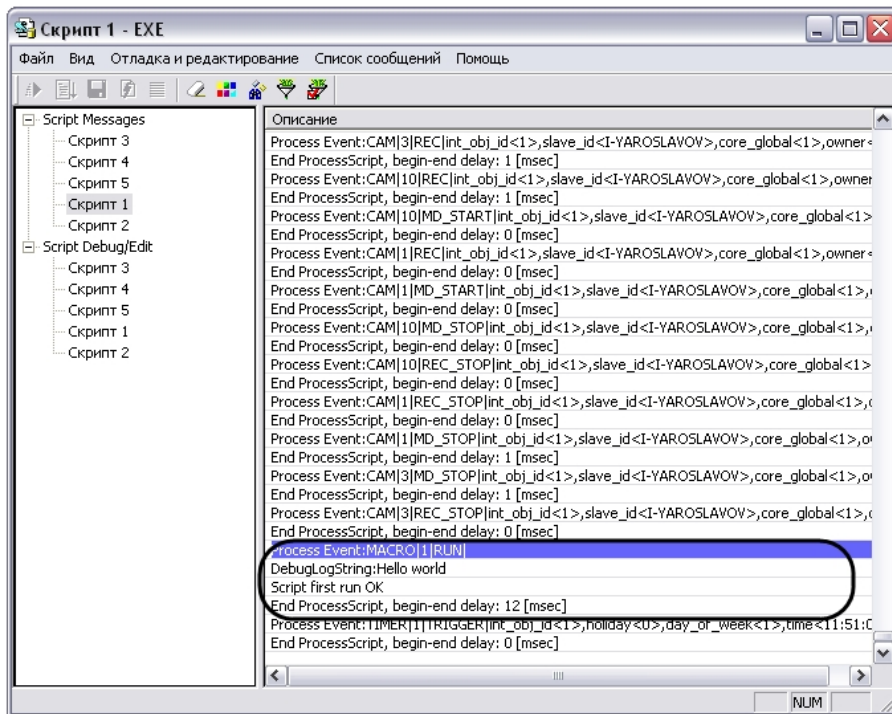 Скрипт 1 - EXE
Файл Вид Отладка и редактирование Список сообщений Помощь
Script Messages
Скрипт 3
Скрипт 4
Скрипт 5
Скрипт 1
Скрипт 2
Script Debug/Edit
Скрипт 3
Скрипт 4
Скрипт 5
Скрипт 1
Скрипт 2
Описание
Process Event:CAM|3|REC|int_obj_id<1>,slave_id<I-YAROSLAVOV>,core_global<1>,owner<
End ProcessScript, begin-end delay: 1 [msec]
Process Event:CAM|10|REC|int_obj_id<1>,slave_id<I-YAROSLAVOV>,core_global<1>,owner
End ProcessScript, begin-end delay: 1 [msec]
Process Event:CAM|10|MD_START|int_obj_id<1>,slave_id<I-YAROSLAVOV>,core_global<1>
End ProcessScript, begin-end delay: 0 [msec]
Process Event:CAM|1|REC|int_obj_id<1>,slave_id<I-YAROSLAVOV>,core_global<1>,owner<
End ProcessScript, begin-end delay: 0 [msec]
Process Event:CAM|1|MD_START|int_obj_id<1>,slave_id<I-YAROSLAVOV>,core_global<1>,
End ProcessScript, begin-end delay: 0 [msec]
Process Event:CAM|10|MD_STOP|int_obj_id<1>,slave_id<I-YAROSLAVOV>,core_global<1>,
End ProcessScript, begin-end delay: 0 [msec]
Process Event:CAM|10|REC_STOP|int_obj_id<1>,slave_id<I-YAROSLAVOV>,core_global<1>
End ProcessScript, begin-end delay: 0 [msec]
Process Event:CAM|1|REC_STOP|int_obj_id<1>,slave_id<I-YAROSLAVOV>,core_global<1>,
End ProcessScript, begin-end delay: 0 [msec]
Process Event:CAM|1|MD_STOP|int_obj_id<1>,slave_id<I-YAROSLAVOV>,core_global<1>,o
End ProcessScript, begin-end delay: 1 [msec]
Process Event:CAM|3|MD_STOP|int_obj_id<1>,slave_id<I-YAROSLAVOV>,core_global<1>,o
End ProcessScript, begin-end delay: 1 [msec]
Process Event:CAM|3|REC_STOP|int_obj_id<1>,slave_id<I-YAROSLAVOV>,core_global<1>,
End ProcessScript, begin-end delay: 0 [msec]
Process Event:MACRO|1|RUN|
DebugLogString:Hello world
Script first run OK
End ProcessScript, begin-end delay: 12 [msec]
Process Event:TIMER|1|TRIGGER|int_obj_id<1>,holiday<0>,day_of_week<1>,time<11:51:0
End ProcessScript, begin-end delay: 0 [msec]
NUM